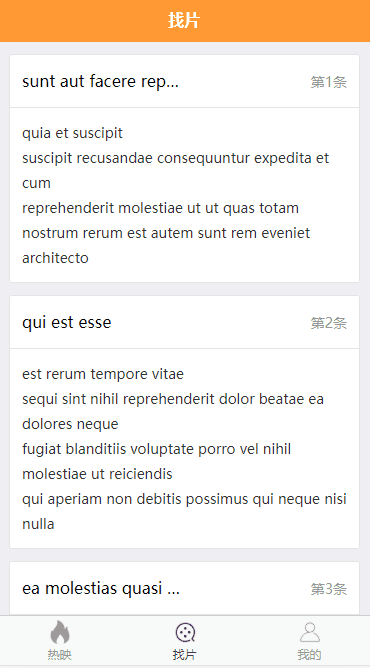 找片
sunt aut facere rep...
第1条
quia et suscipit
suscipit recusandae consequuntur expedita et
cum
reprehenderit molestiae ut ut quas totam
nostrum rerum est autem sunt rem eveniet
architecto
qui est esse
第2条
est rerum tempore vitae
sequi sint nihil reprehenderit dolor beatae ea
dolores neque
fugiat blanditiis voluptate porro vel nihil
molestiae ut reiciendis
qui aperiam non debitis possimus qui neque nisi
nulla
ea molestias quasi ...
第3条
热映
找片
我的